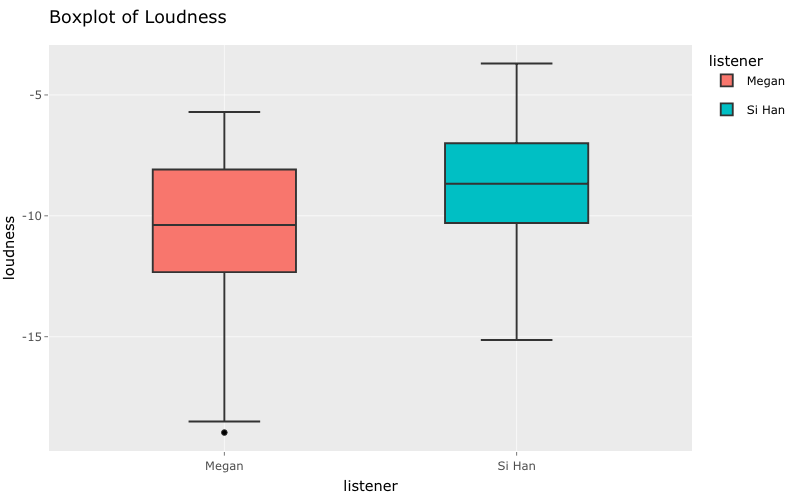 Boxplot of Loudness
listener
Megan
Si Han
-5
-10
-15
loudness
Megan
Si Han
listener